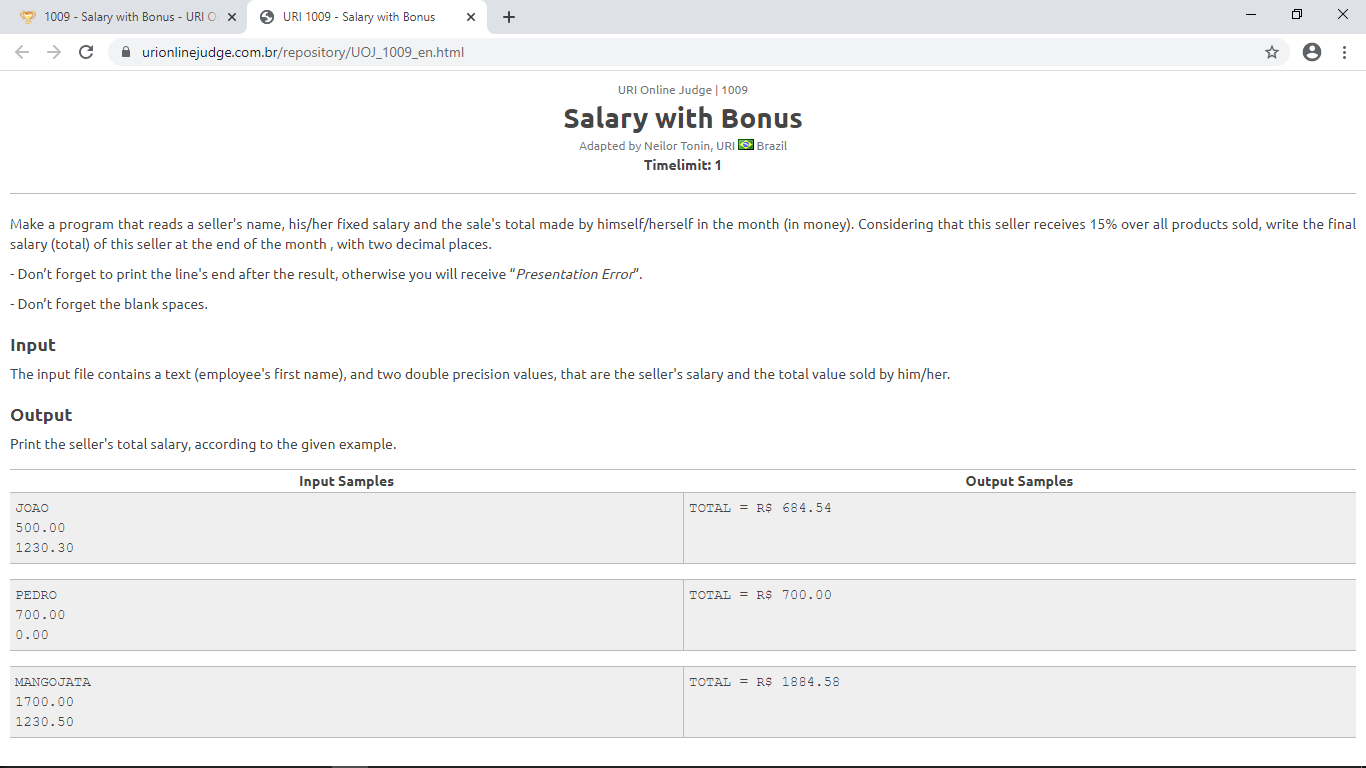 1009 - Salary with Bonus - URI O
URI 1009 - Salary with Bonus
urionlinejudge.com.br/repository/UOJ_1009_en.html
URI Online Judge | 1009
Salary with Bonus
Adapted by Neilor Tonin, URI Brazil
Timelimit: 1
Make a program that reads a seller's name, his/her fixed salary and the sale's total made by himself/herself in the month (in money). Considering that this seller receives 15% over all products sold, write the final
salary (total) of this seller at the end of the month , with two decimal places.
- Don’t forget to print the line's end after the result, otherwise you will receive “Presentation Error”.
- Don’t forget the blank spaces.
Input
The input file contains a text (employee's first name), and two double precision values, that are the seller's salary and the total value sold by him/her.
Output
Print the seller's total salary, according to the given example.
Input Samples Output Samples
JOAO TOTAL = R$ 684.54
500.00
1230.30
PEDRO TOTAL = R$ 700.00
700.00
0.00
MANGOJATA TOTAL = R$ 1884.58
1700.00
1230.50